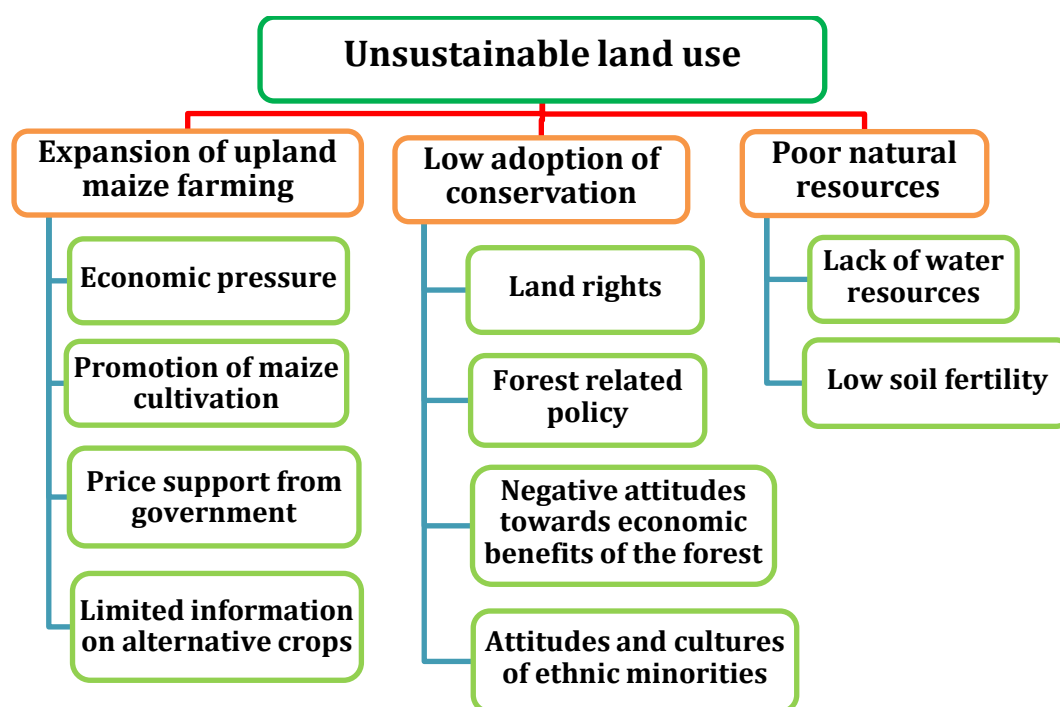 Unsustainable land use
Expansion of upland
maize farming
Economic pressure
Promotion of maize
cultivation
Price support from
government
Limited information
on alternative crops
Low adoption of
conservation
Land rights
Forest related
policy
Negative attitudes
towards economic
benefits of the forest
Attitudes and cultures
of ethnic minorities
Poor natural
resources
Lack of water
resources
Low soil fertility